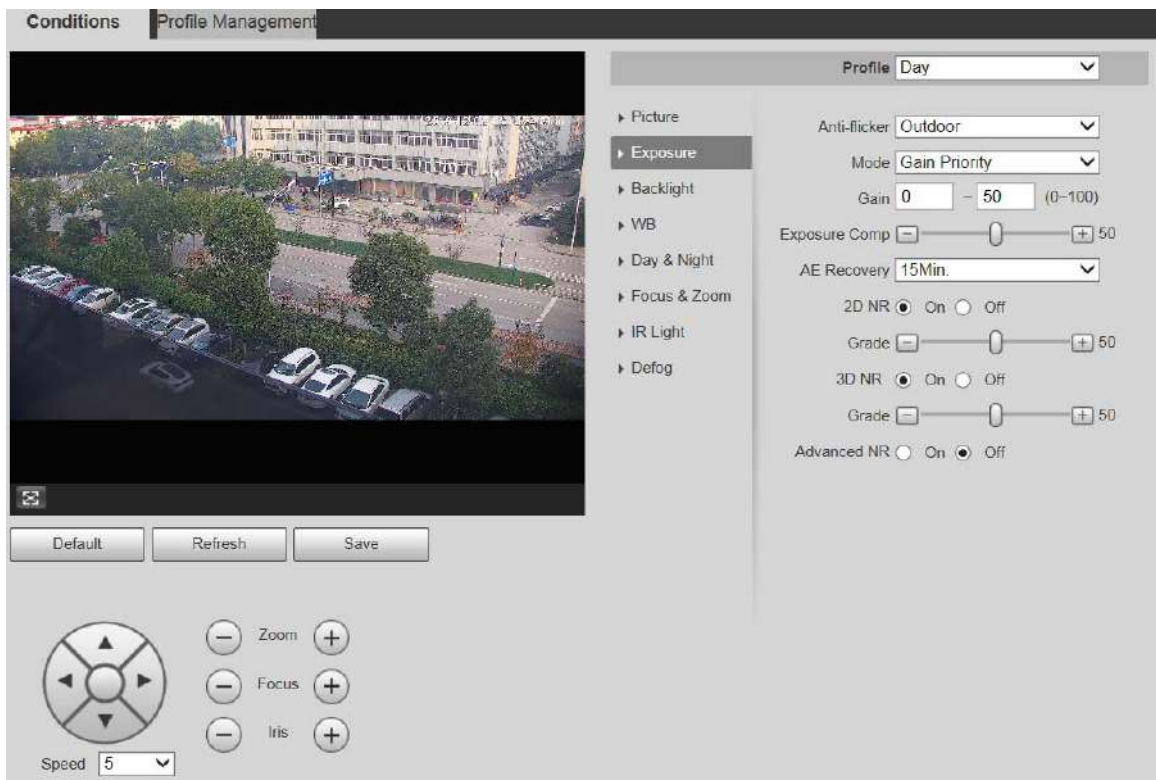 Conditions
Profile Management
Profile Day
Picture
Exposure
Backlight
WB
Day & Night
Focus & Zoom
IR Light
Defog
Anti-flicker Outdoor
Mode Gain Priority
Gain 0 – 50 (0~100)
Exposure Comp 50
AE Recovery 15Min.
2D NR On Off
Grade 50
3D NR On Off
Grade 50
Advanced NR On Off
Default Refresh Save
Zoom
Focus
Iris
Speed 5